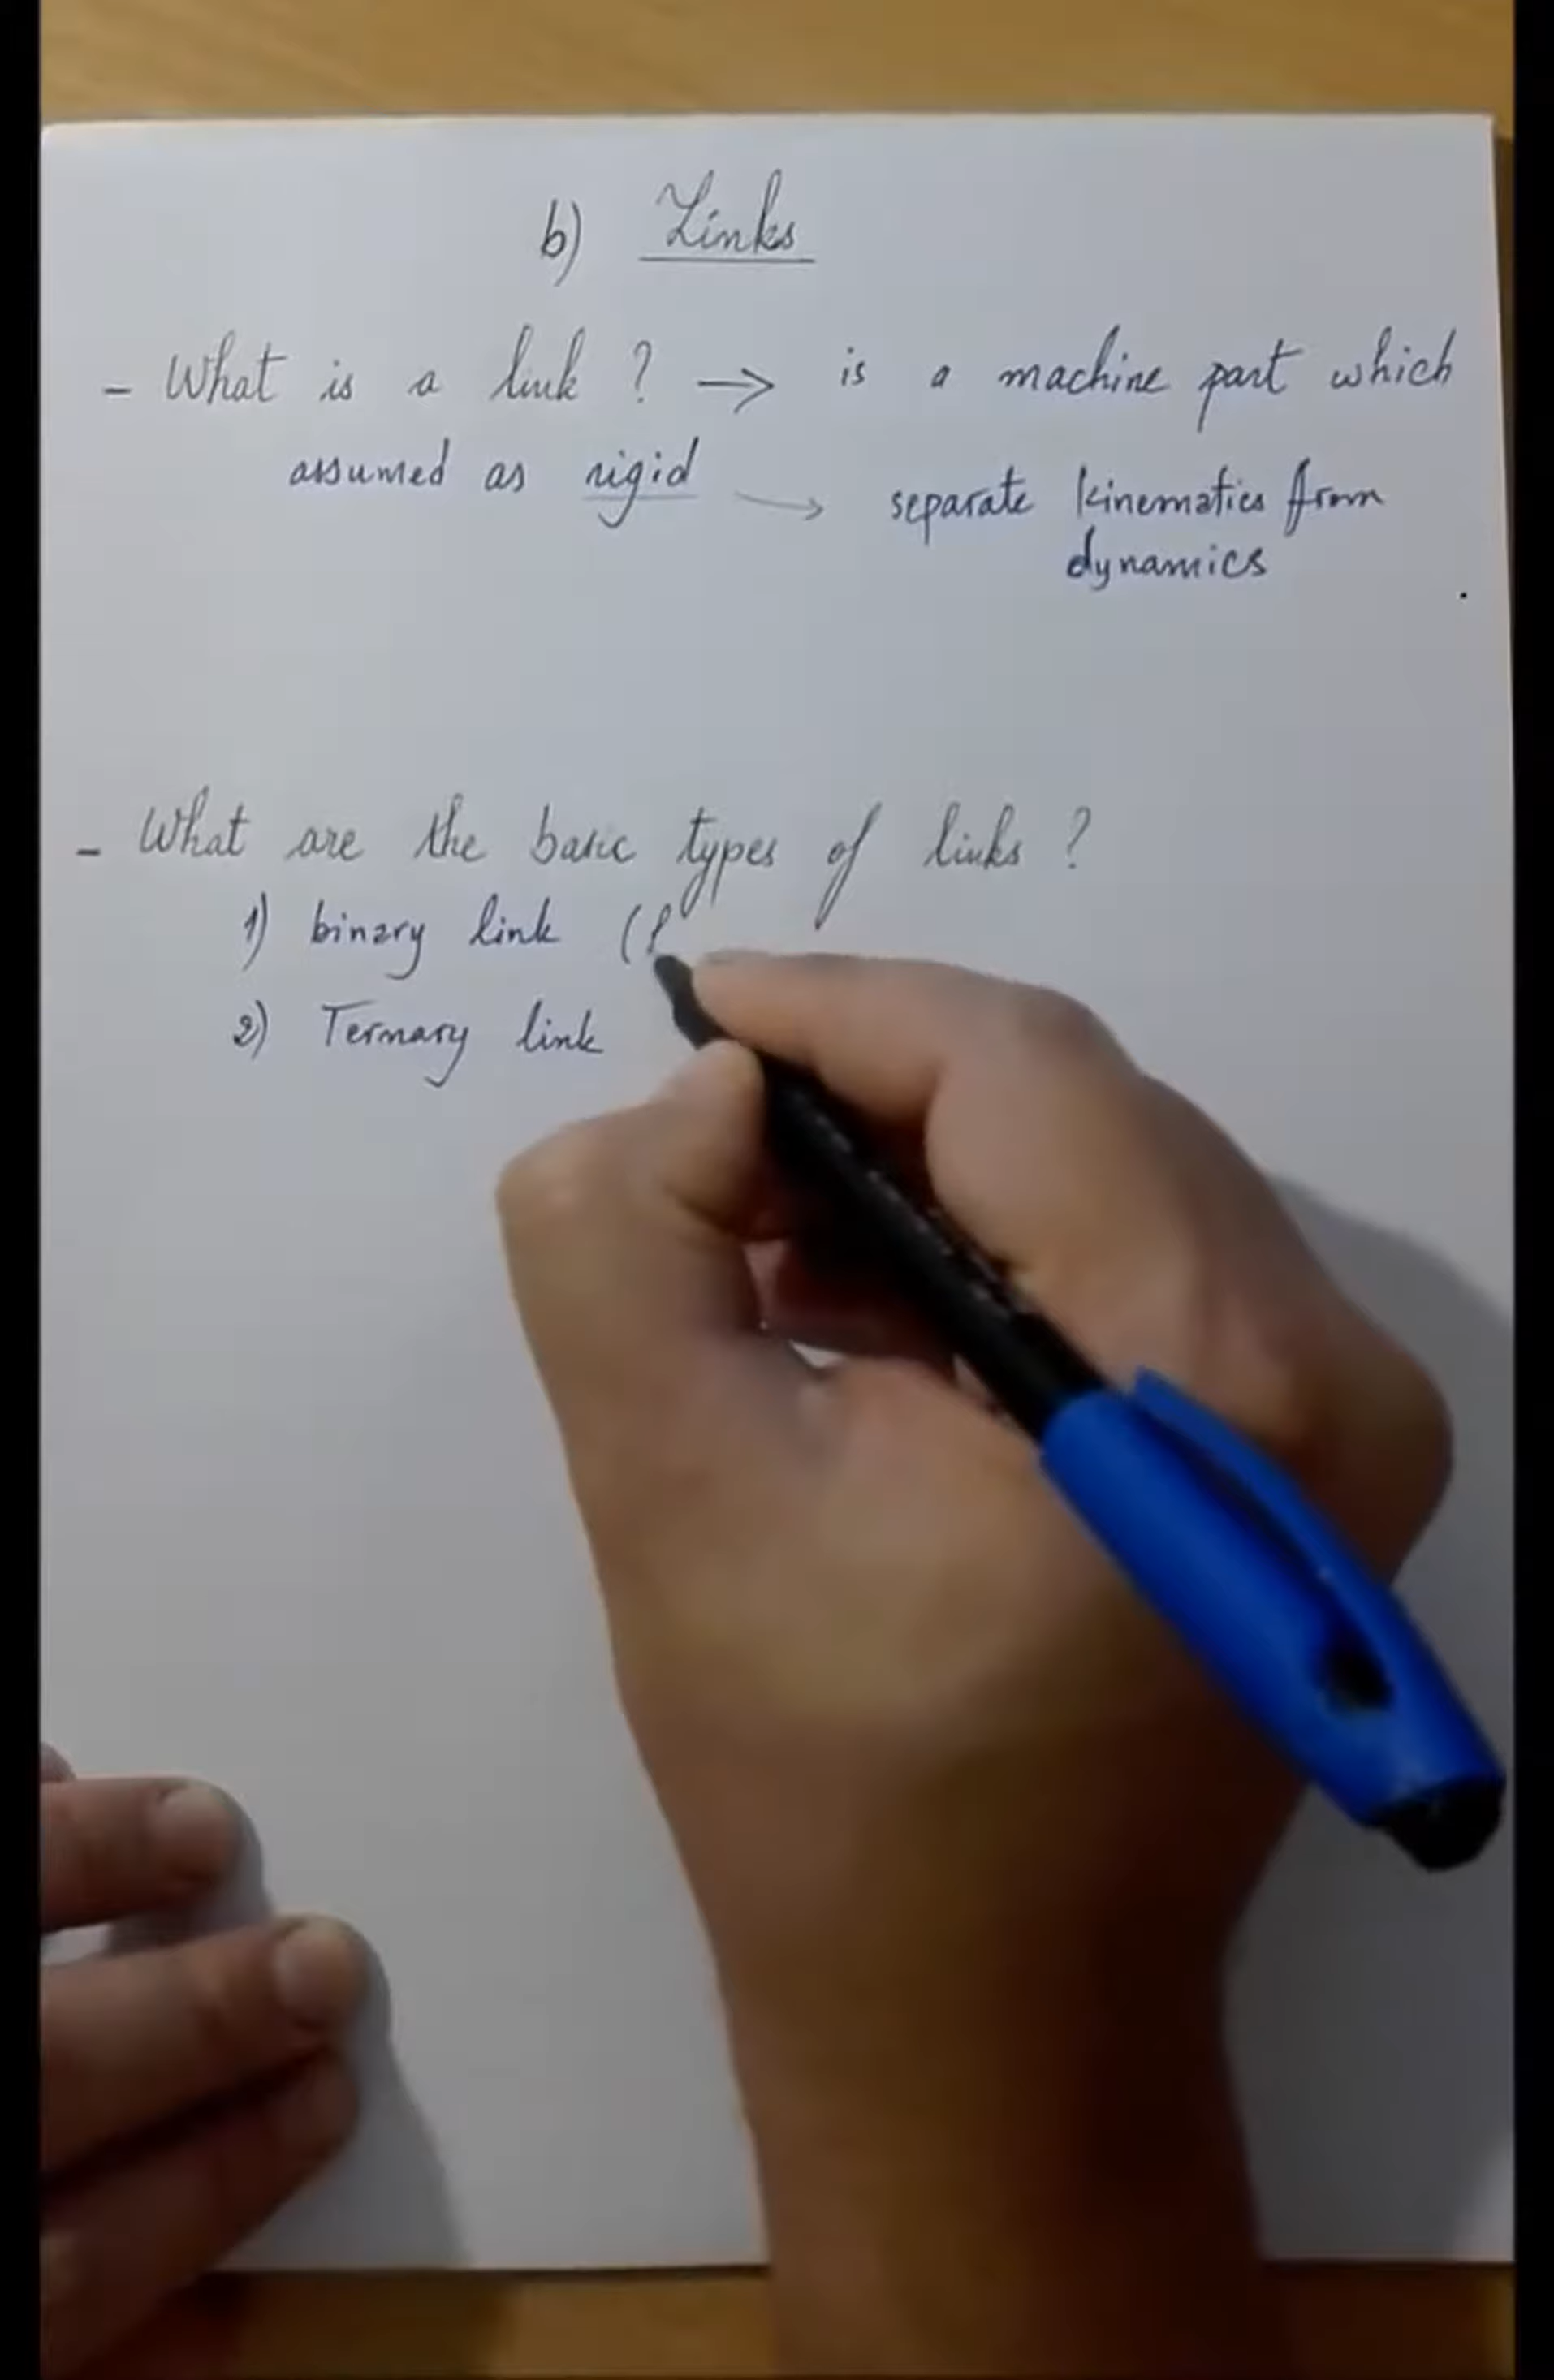 b) Links
- What is a link ? → is a machine part which
assumed as rigid → separate kinematics from
dynamics
- What are the basic types of links ?
1) binary link (
2) Ternary link